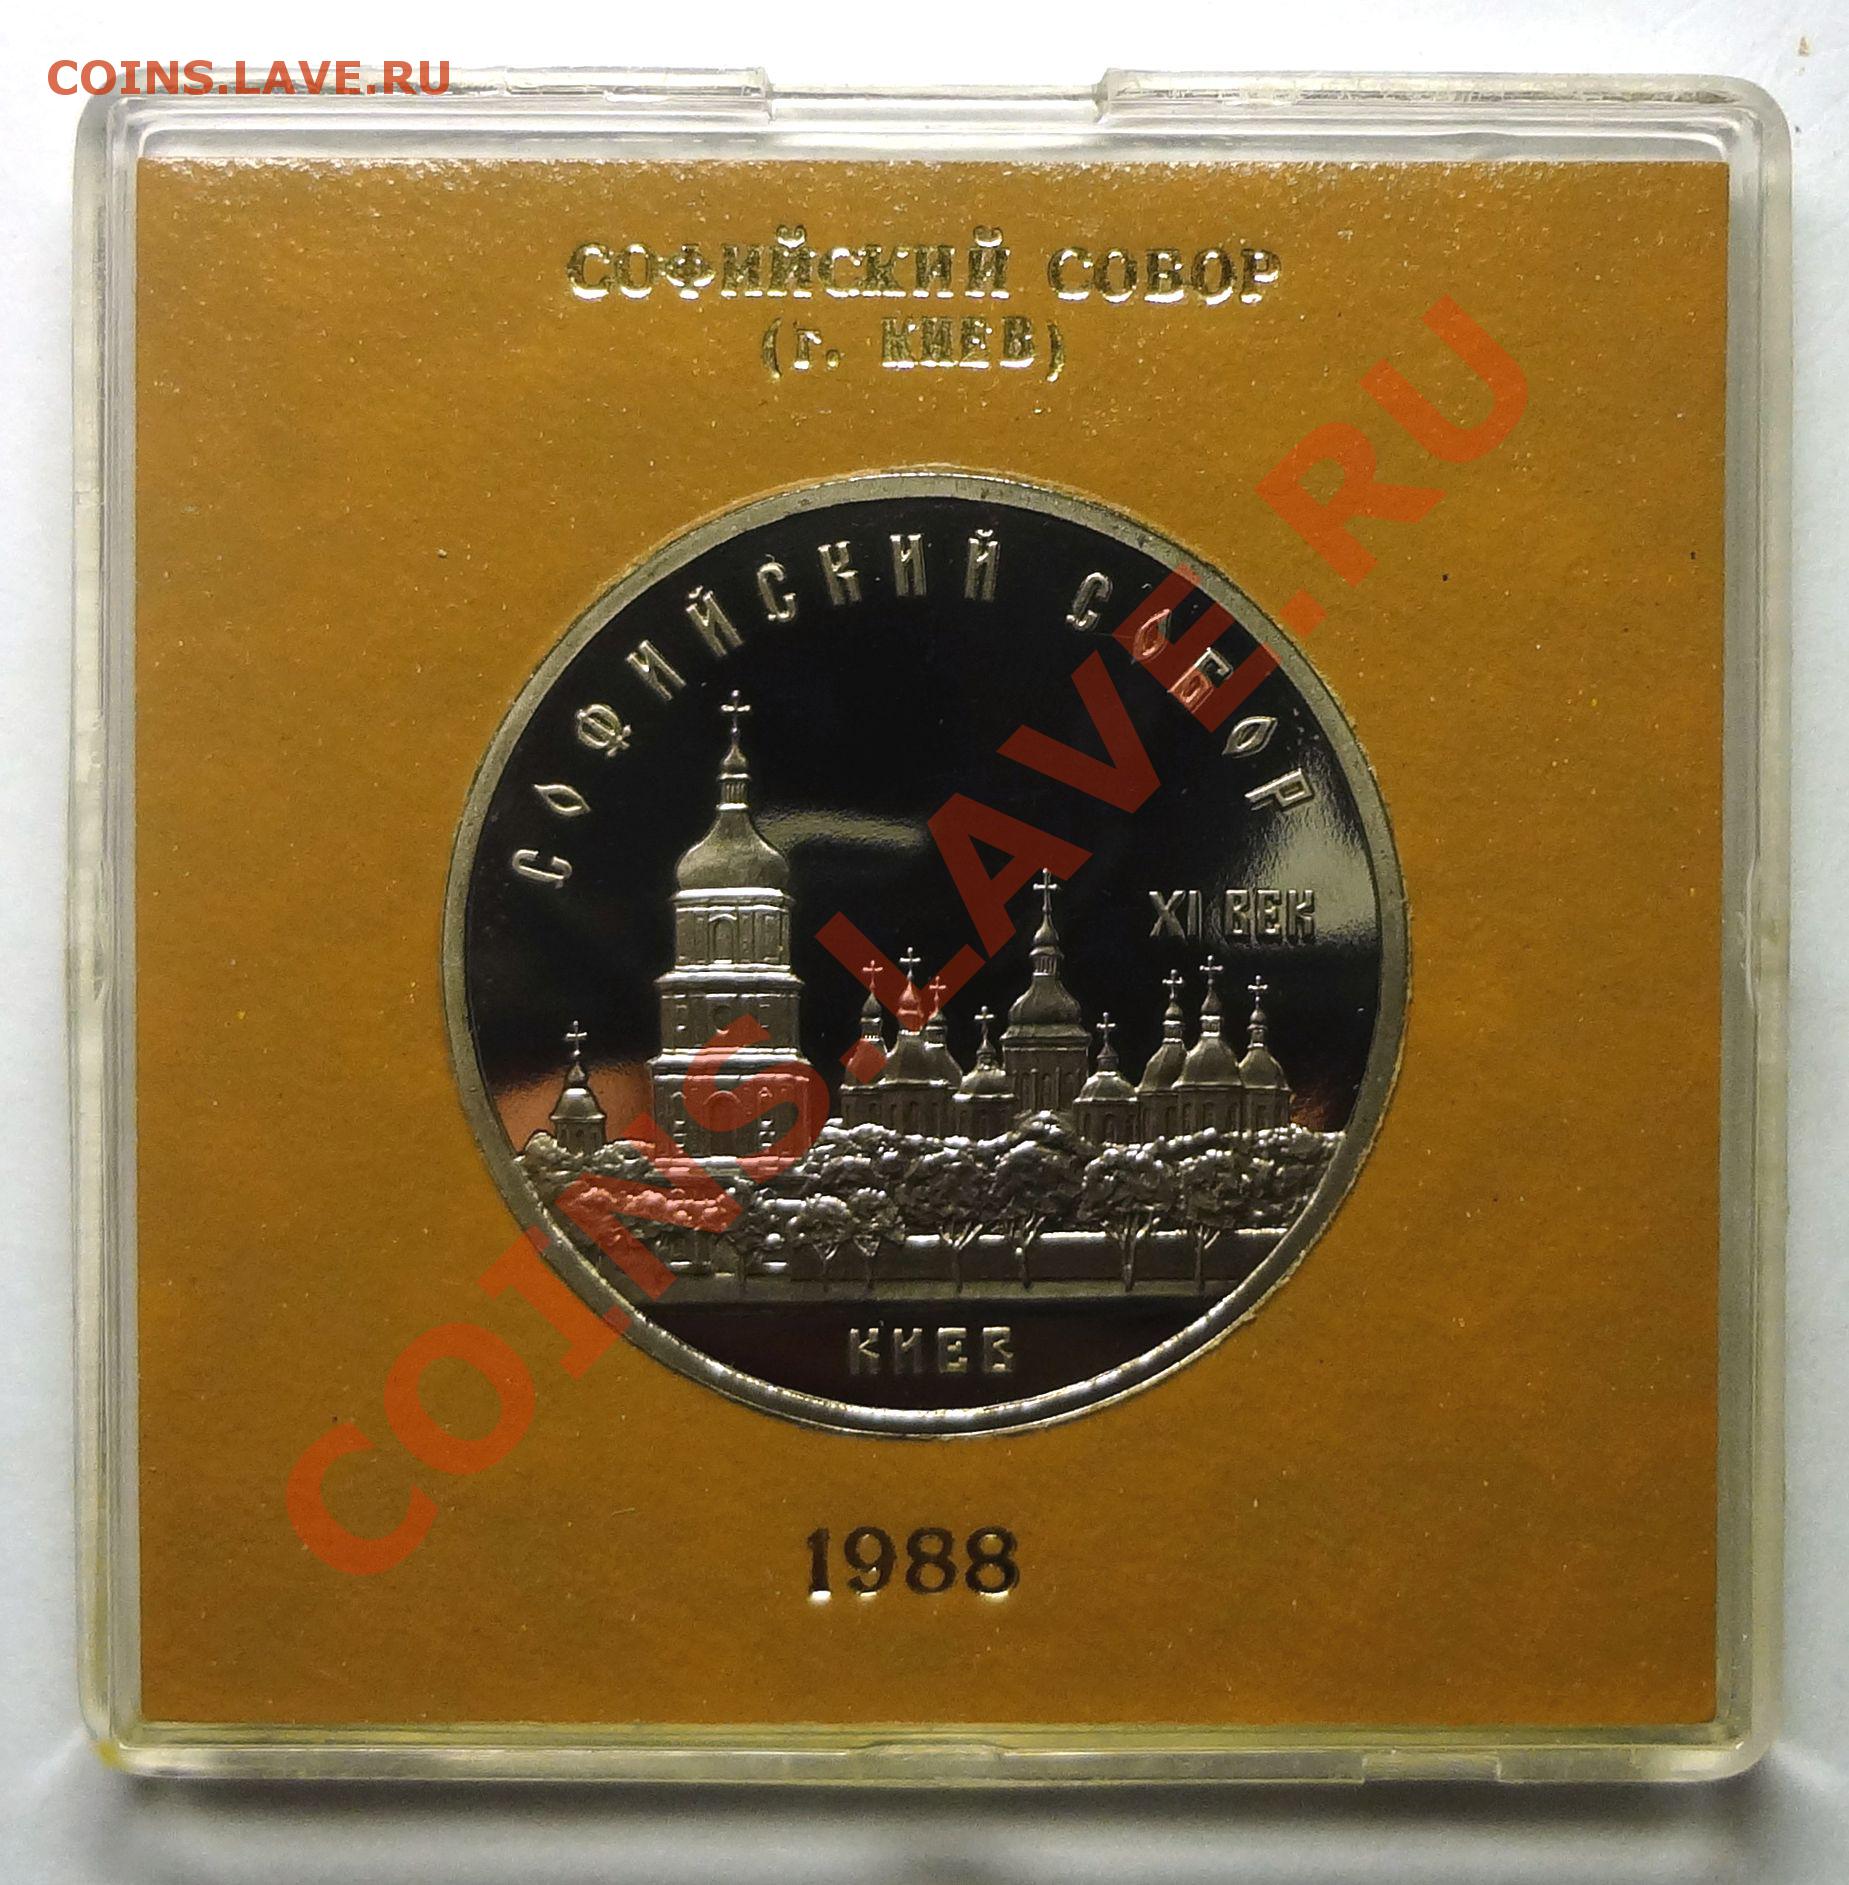 COINS.LAVE.RU
СОФИЙСКИЙ СОБОР
(г. КИЕВ)
СОФИЙСКИЙ СОБОР
XI ВЕК
КИЕВ
1988
COINS.LAVE.RU